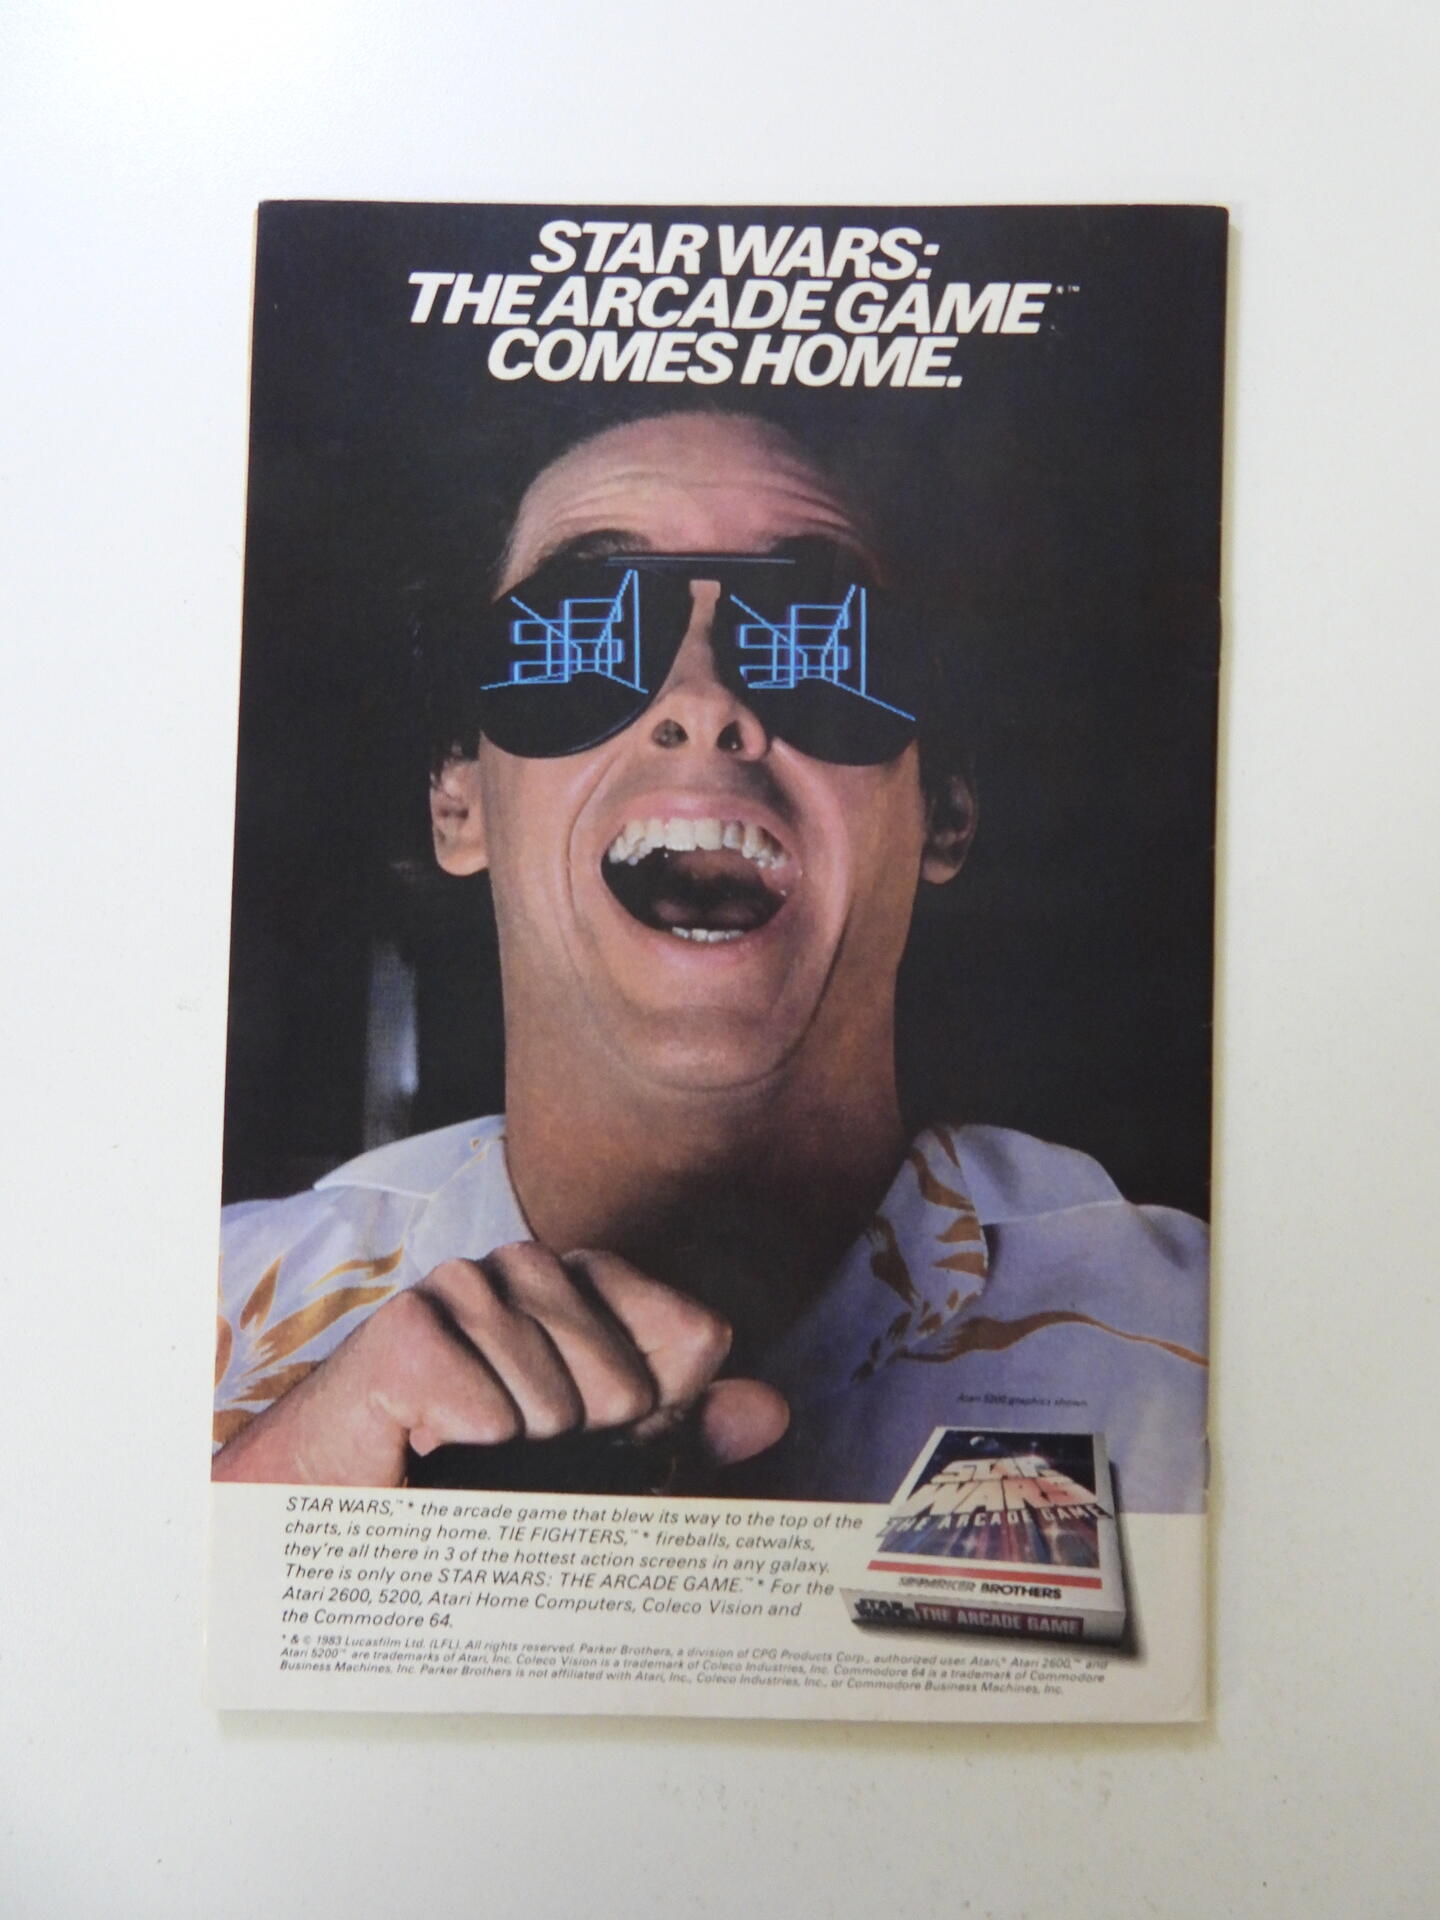 STAR WARS:
THE ARCADE GAME*™
COMES HOME.
Atari 5200 graphics shown.
STAR WARS
THE ARCADE GAME
PARKER BROTHERS
STAR WARS THE ARCADE GAME
STAR WARS,™* the arcade game that blew its way to the top of the
charts, is coming home. TIE FIGHTERS,™* fireballs, catwalks,
they're all there in 3 of the hottest action screens in any galaxy.
There is only one STAR WARS: THE ARCADE GAME.™* For the
Atari 2600, 5200, Atari Home Computers, Coleco Vision and
the Commodore 64.
* & © 1983 Lucasfilm Ltd. (LFL). All rights reserved. Parker Brothers, a division of CPG Products Corp., authorized user. Atari,® Atari 2600,™ and
Atari 5200™ are trademarks of Atari, Inc. Coleco Vision is a trademark of Coleco Industries, Inc. Commodore 64 is a trademark of Commodore
Business Machines, Inc. Parker Brothers is not affiliated with Atari, Inc., Coleco Industries, Inc., or Commodore Business Machines, Inc.